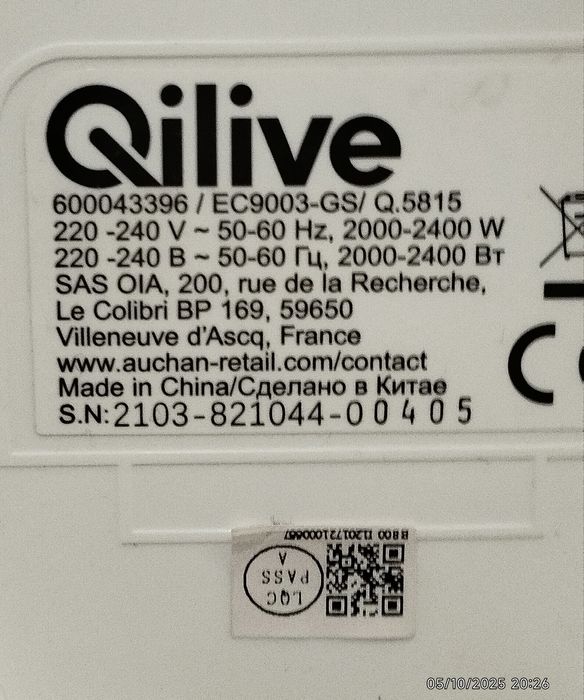 Qilive
600043396 / EC9003-GS/ Q.5815
220 -240 V ~ 50-60 Hz, 2000-2400 W
220 -240 В ~ 50-60 Гц, 2000-2400 Вт
SAS OIA, 200, rue de la Recherche,
Le Colibri BP 169, 59650
Villeneuve d'Ascq, France
www.auchan-retail.com/contact
Made in China/Сделано в Китае
S.N:2103-821044-00405
LQC
PASS
A
05/10/2025 20:26